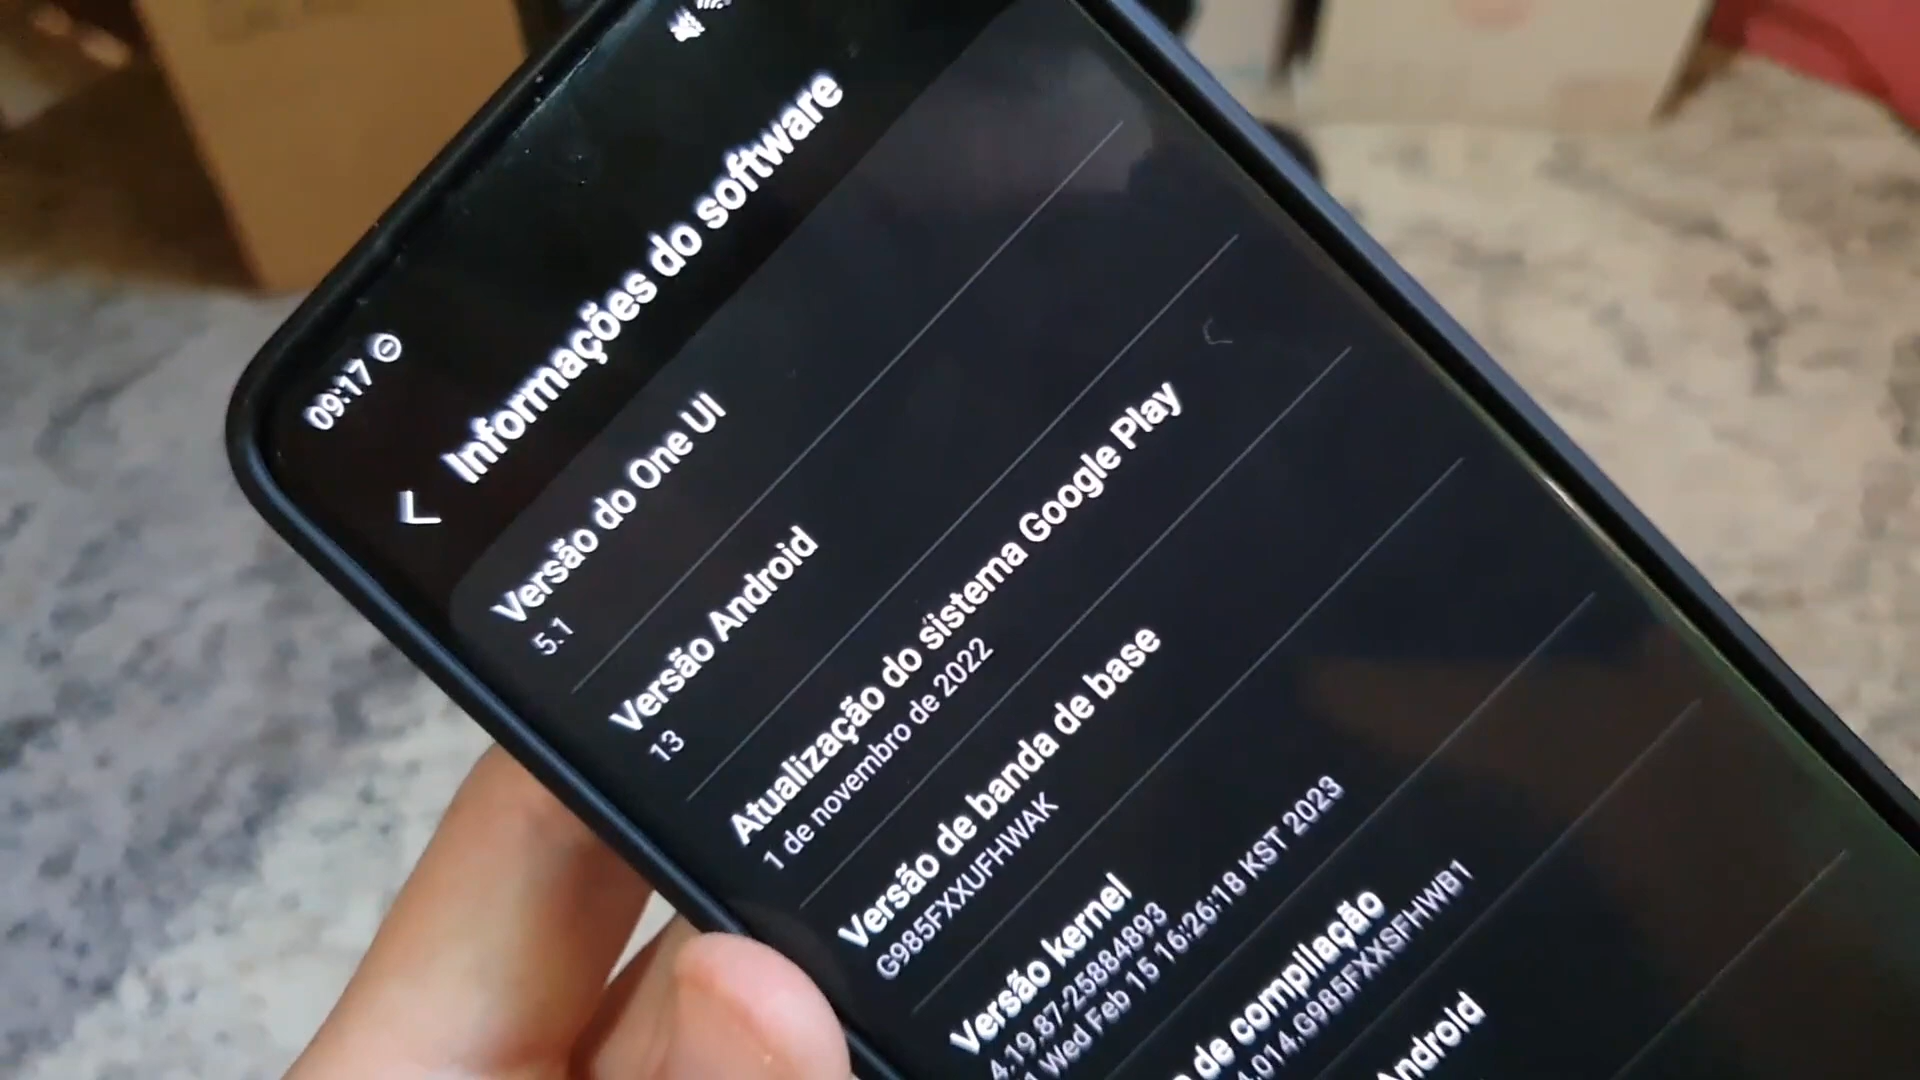 09:17
Informações do software
Versão do One UI
5.1
Versão Android
13
Atualização do sistema Google Play
1 de novembro de 2022
Versão de banda de base
G985FXXUFHWAK
Versão kernel
4.19.87-25884893
1 Wed Feb 15 16:26:18 KST 2023
de compilação
.014.G985FXXSFHWB1
Android